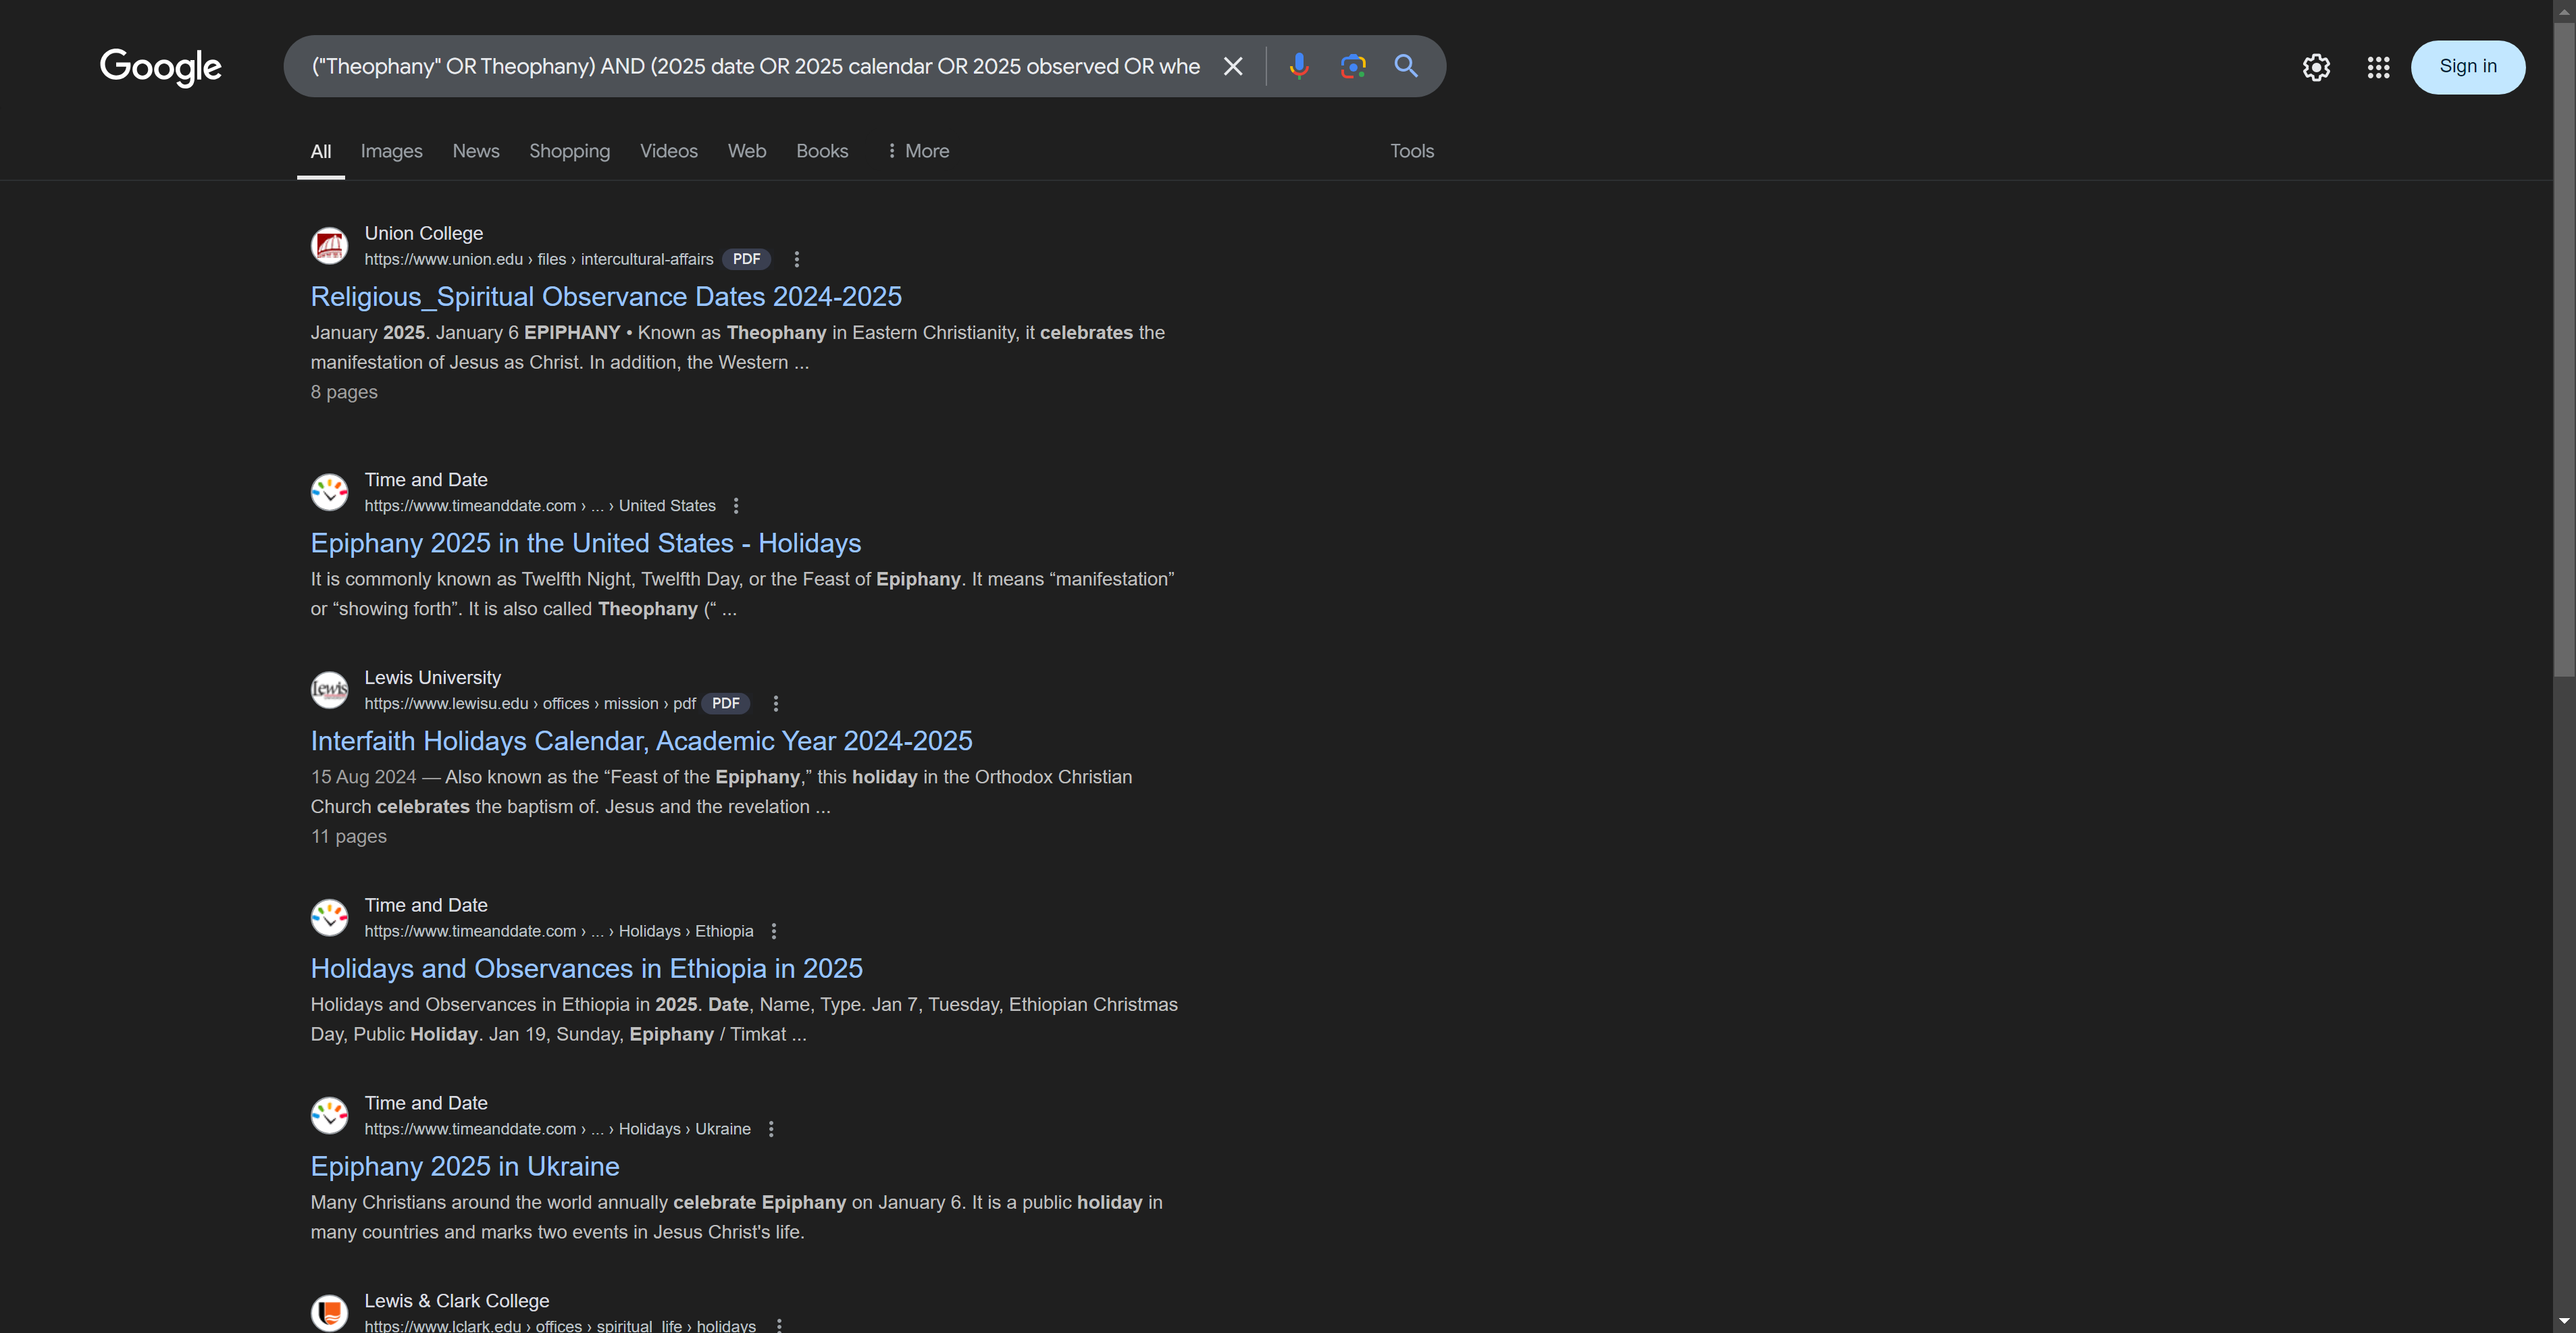 Google
("Theophany" OR Theophany) AND (2025 date OR 2025 calendar OR 2025 observed OR whe
Sign in
All Images News Shopping Videos Web Books More Tools
Union College
https://www.union.edu › files › intercultural-affairs PDF
Religious_Spiritual Observance Dates 2024-2025
January 2025. January 6 EPIPHANY • Known as Theophany in Eastern Christianity, it celebrates the
manifestation of Jesus as Christ. In addition, the Western ...
8 pages
Time and Date
https://www.timeanddate.com › ... › United States
Epiphany 2025 in the United States - Holidays
It is commonly known as Twelfth Night, Twelfth Day, or the Feast of Epiphany. It means “manifestation”
or “showing forth”. It is also called Theophany (“ ...
Lewis University
https://www.lewisu.edu › offices › mission › pdf PDF
Interfaith Holidays Calendar, Academic Year 2024-2025
15 Aug 2024 — Also known as the “Feast of the Epiphany,” this holiday in the Orthodox Christian
Church celebrates the baptism of. Jesus and the revelation ...
11 pages
Time and Date
https://www.timeanddate.com › ... › Holidays › Ethiopia
Holidays and Observances in Ethiopia in 2025
Holidays and Observances in Ethiopia in 2025. Date, Name, Type. Jan 7, Tuesday, Ethiopian Christmas
Day, Public Holiday. Jan 19, Sunday, Epiphany / Timkat ...
Time and Date
https://www.timeanddate.com › ... › Holidays › Ukraine
Epiphany 2025 in Ukraine
Many Christians around the world annually celebrate Epiphany on January 6. It is a public holiday in
many countries and marks two events in Jesus Christ's life.
Lewis & Clark College
https://www.lclark.edu › offices › spiritual_life › holidays